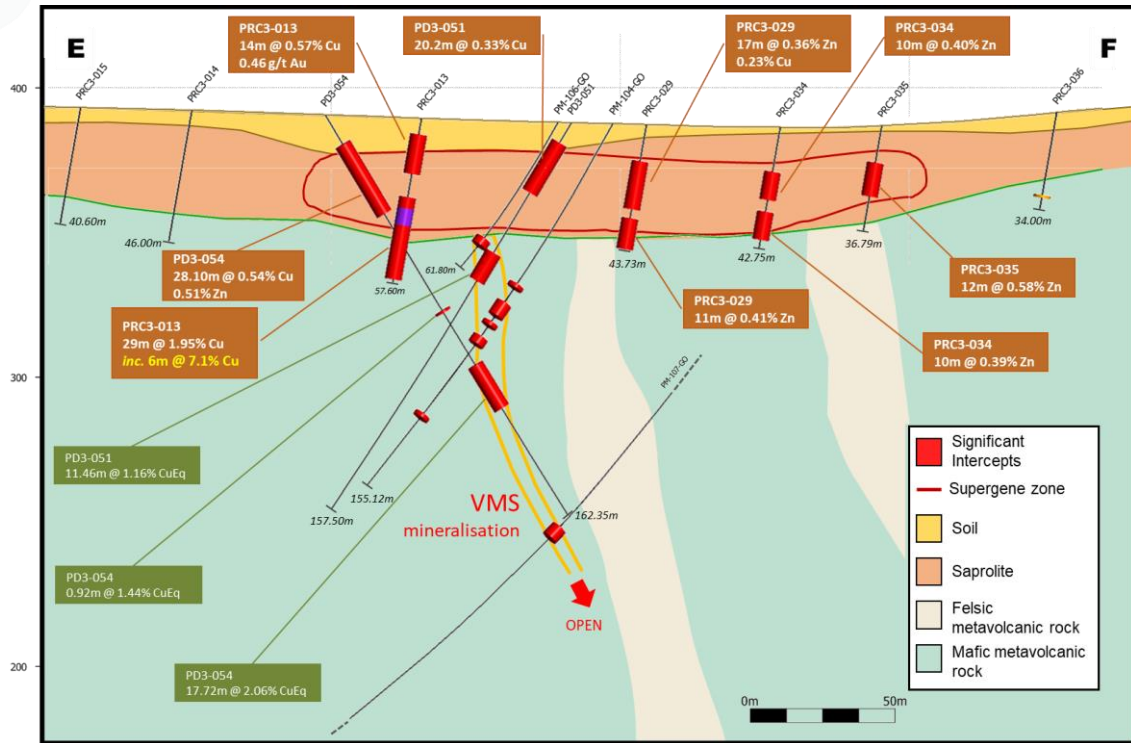 E
F
PRC3-013
14m @ 0.57% Cu
0.46 g/t Au
PD3-051
20.2m @ 0.33% Cu
PRC3-029
17m @ 0.36% Zn
0.23% Cu
PRC3-034
10m @ 0.40% Zn
PRC3-015
PRC3-014
PD3-054
PRC3-013
PM-106-GO
PD3-051
PM-104-GO
PRC3-029
PRC3-034
PRC3-035
PRC3-036
400
300
200
40.60m
46.00m
57.60m
61.80m
43.73m
42.75m
36.79m
34.00m
PD3-054
28.10m @ 0.54% Cu
0.51% Zn
PRC3-013
29m @ 1.95% Cu
inc. 6m @ 7.1% Cu
PRC3-029
11m @ 0.41% Zn
PRC3-035
12m @ 0.58% Zn
PRC3-034
10m @ 0.39% Zn
PM-107-GO
PD3-051
11.46m @ 1.16% CuEq
PD3-054
0.92m @ 1.44% CuEq
PD3-054
17.72m @ 2.06% CuEq
155.12m
157.50m
162.35m
VMS
mineralisation
OPEN
Significant
Intercepts
Supergene zone
Soil
Saprolite
Felsic
metavolcanic rock
Mafic metavolcanic
rock
0m
50m